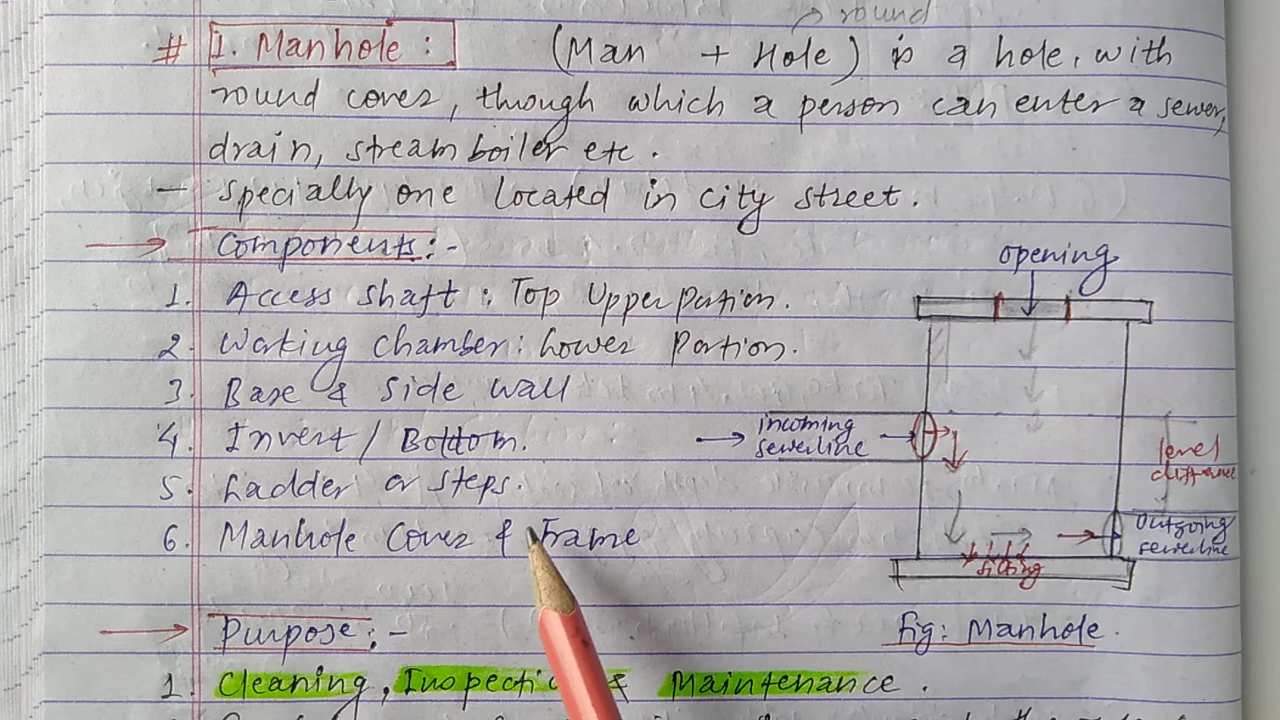 round
# 1. Manhole : (Man + Hole) is a hole, with
round cover, though which a person can enter a sewer,
drain, stream boiler etc.
- specially one located in city street.
→ Components :-
opening
1. Access shaft : Top Upper Portion.
2. Working chamber : Lower Portion.
3. Base & Side wall
4. Invert / Bottom.
→ incoming
sewerline →
level
difference
5. Ladder or steps.
6. Manhole Cover & Frame
Outgoing
sewerline
→ Purpose :-
fig: Manhole.
1. Cleaning, Inspection & Maintenance.